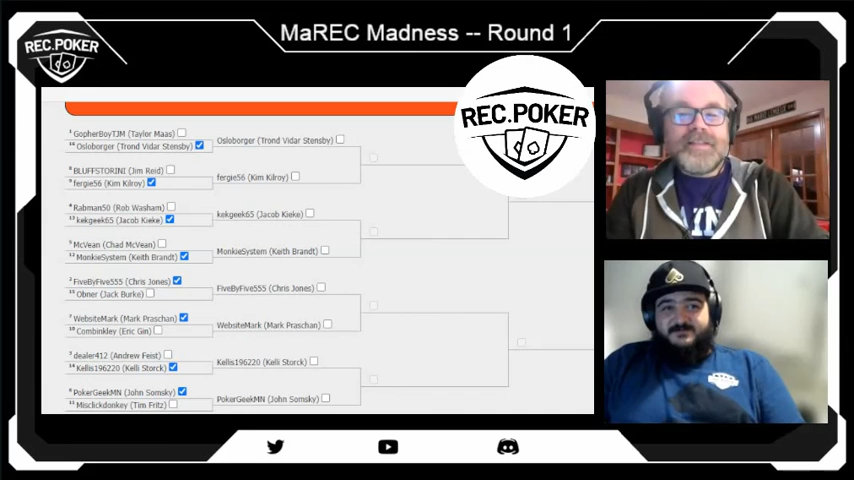 MaREC Madness -- Round 1
REC.POKER
REC.POKER
1 GopherBoyTJM (Taylor Maas)
16 Osloborger (Trond Vidar Stensby)
Osloborger (Trond Vidar Stensby)
8 BLUFFSTORINI (Jim Reid)
9 fergie56 (Kim Kilroy)
fergie56 (Kim Kilroy)
4 Rabman50 (Rob Washam)
13 kekgeek65 (Jacob Kieke)
kekgeek65 (Jacob Kieke)
5 McVean (Chad McVean)
12 MonkieSystem (Keith Brandt)
MonkieSystem (Keith Brandt)
2 FiveByFive555 (Chris Jones)
15 Obner (Jack Burke)
FiveByFive555 (Chris Jones)
7 WebsiteMark (Mark Praschan)
10 Combinkley (Eric Gin)
WebsiteMark (Mark Praschan)
3 dealer412 (Andrew Feist)
14 Kellis196220 (Kelli Storck)
Kellis196220 (Kelli Storck)
6 PokerGeekMN (John Somsky)
11 Misclickdonkey (Tim Fritz)
PokerGeekMN (John Somsky)